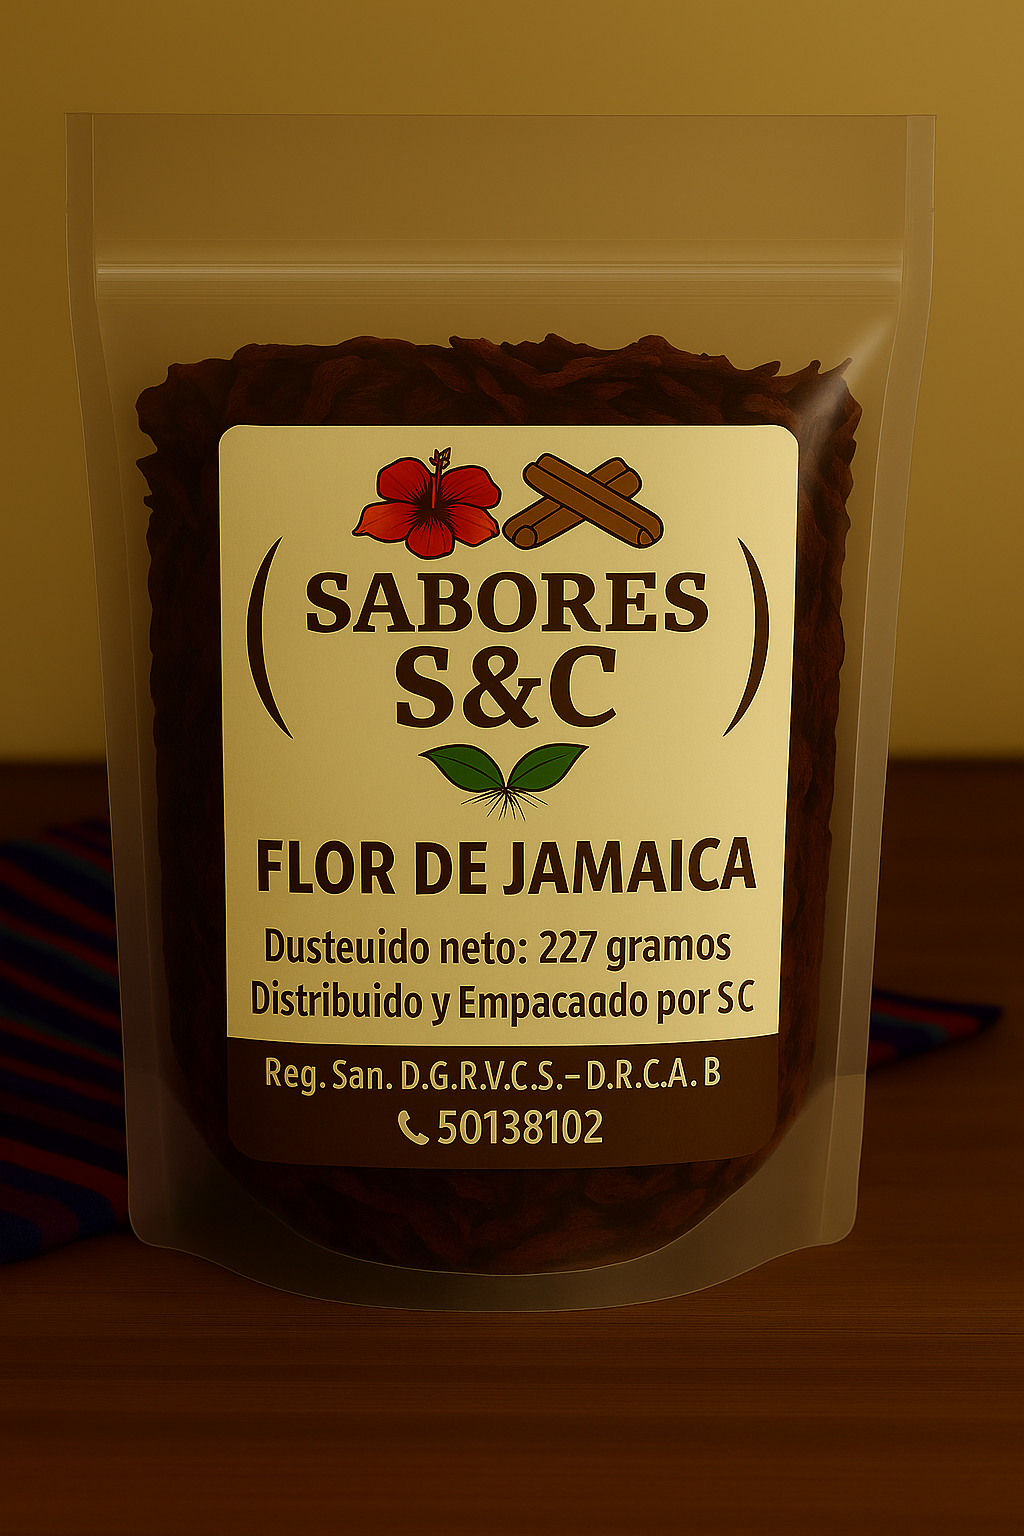 SABORES
S&C
FLOR DE JAMAICA
Dusteuido neto: 227 gramos
Distribuido y Empacaado por SC
Reg. San. D.G.R.V.C.S.–D.R.C.A. B
50138102